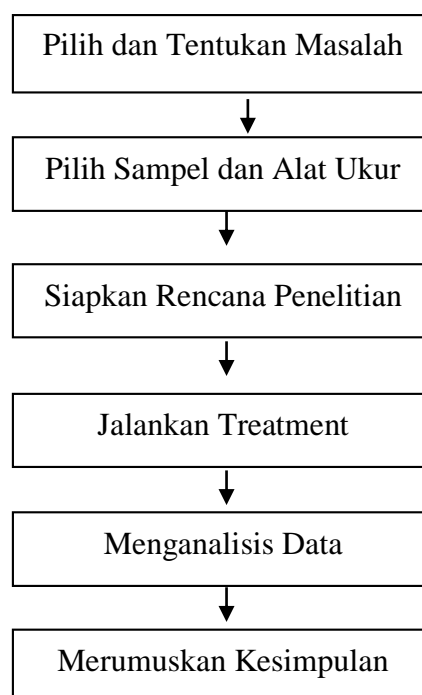 Pilih dan Tentukan Masalah
Pilih Sampel dan Alat Ukur
Siapkan Rencana Penelitian
Jalankan Treatment
Menganalisis Data
Merumuskan Kesimpulan